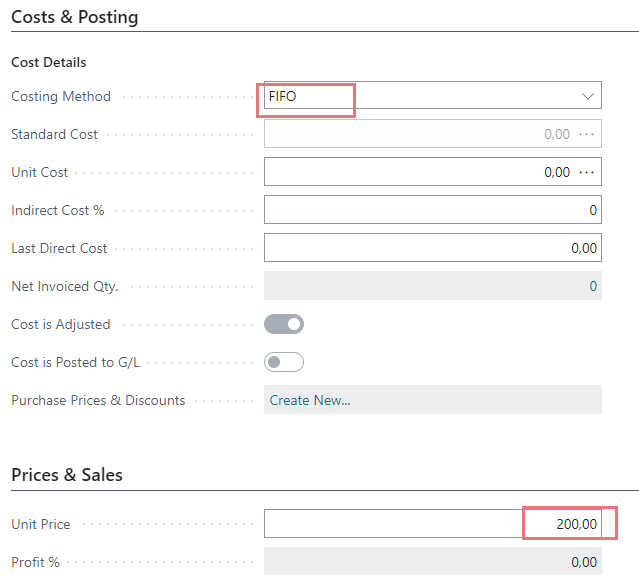 Costs & Posting
Cost Details
Costing Method FIFO
Standard Cost 0,00 ...
Unit Cost 0,00 ...
Indirect Cost % 0
Last Direct Cost 0,00
Net Invoiced Qty. 0
Cost is Adjusted
Cost is Posted to G/L
Purchase Prices & Discounts Create New...
Prices & Sales
Unit Price 200,00
Profit % 0,00